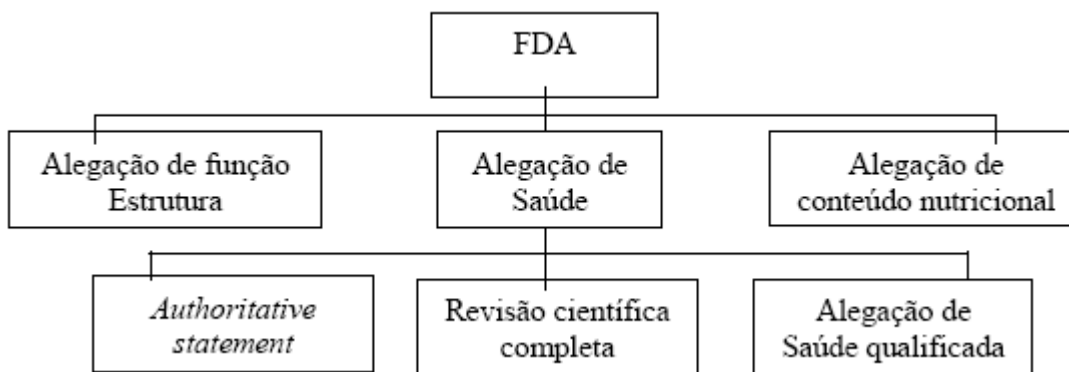 FDA
Alegação de função
Estrutura
Alegação de
Saúde
Alegação de
conteúdo nutricional
Authoritative
statement
Revisão científica
completa
Alegação de
Saúde qualificada